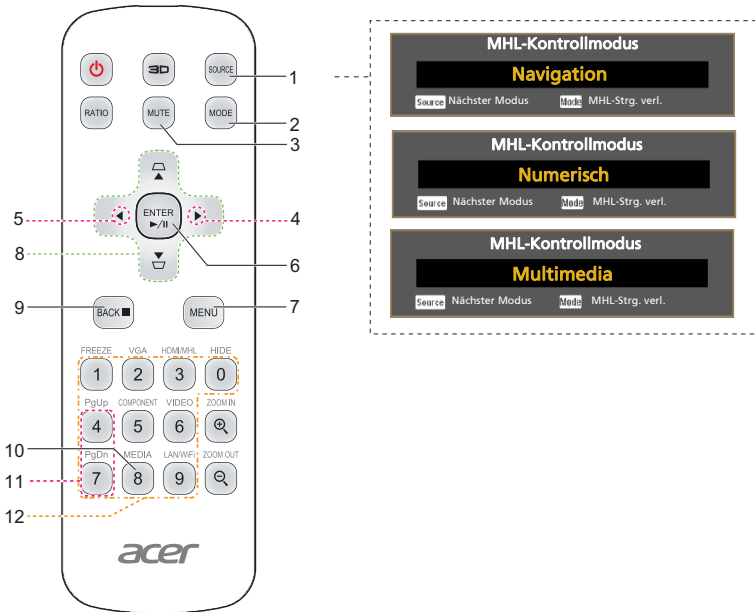 3D
SOURCE
RATIO
MUTE
MODE
1
2
3
ENTER
5
4
8
6
9
BACK
MENU
7
FREEZE VGA HDMI/MHL HIDE
1 2 3 0
PgUp COMPONENT VIDEO ZOOM IN
4 5 6
10
PgDn MEDIA LAN/WiFi ZOOM OUT
7 8 9
11
12
acer
MHL-Kontrollmodus
Navigation
Source Nächster Modus Mode MHL-Strg. verl.
MHL-Kontrollmodus
Numerisch
Source Nächster Modus Mode MHL-Strg. verl.
MHL-Kontrollmodus
Multimedia
Source Nächster Modus Mode MHL-Strg. verl.